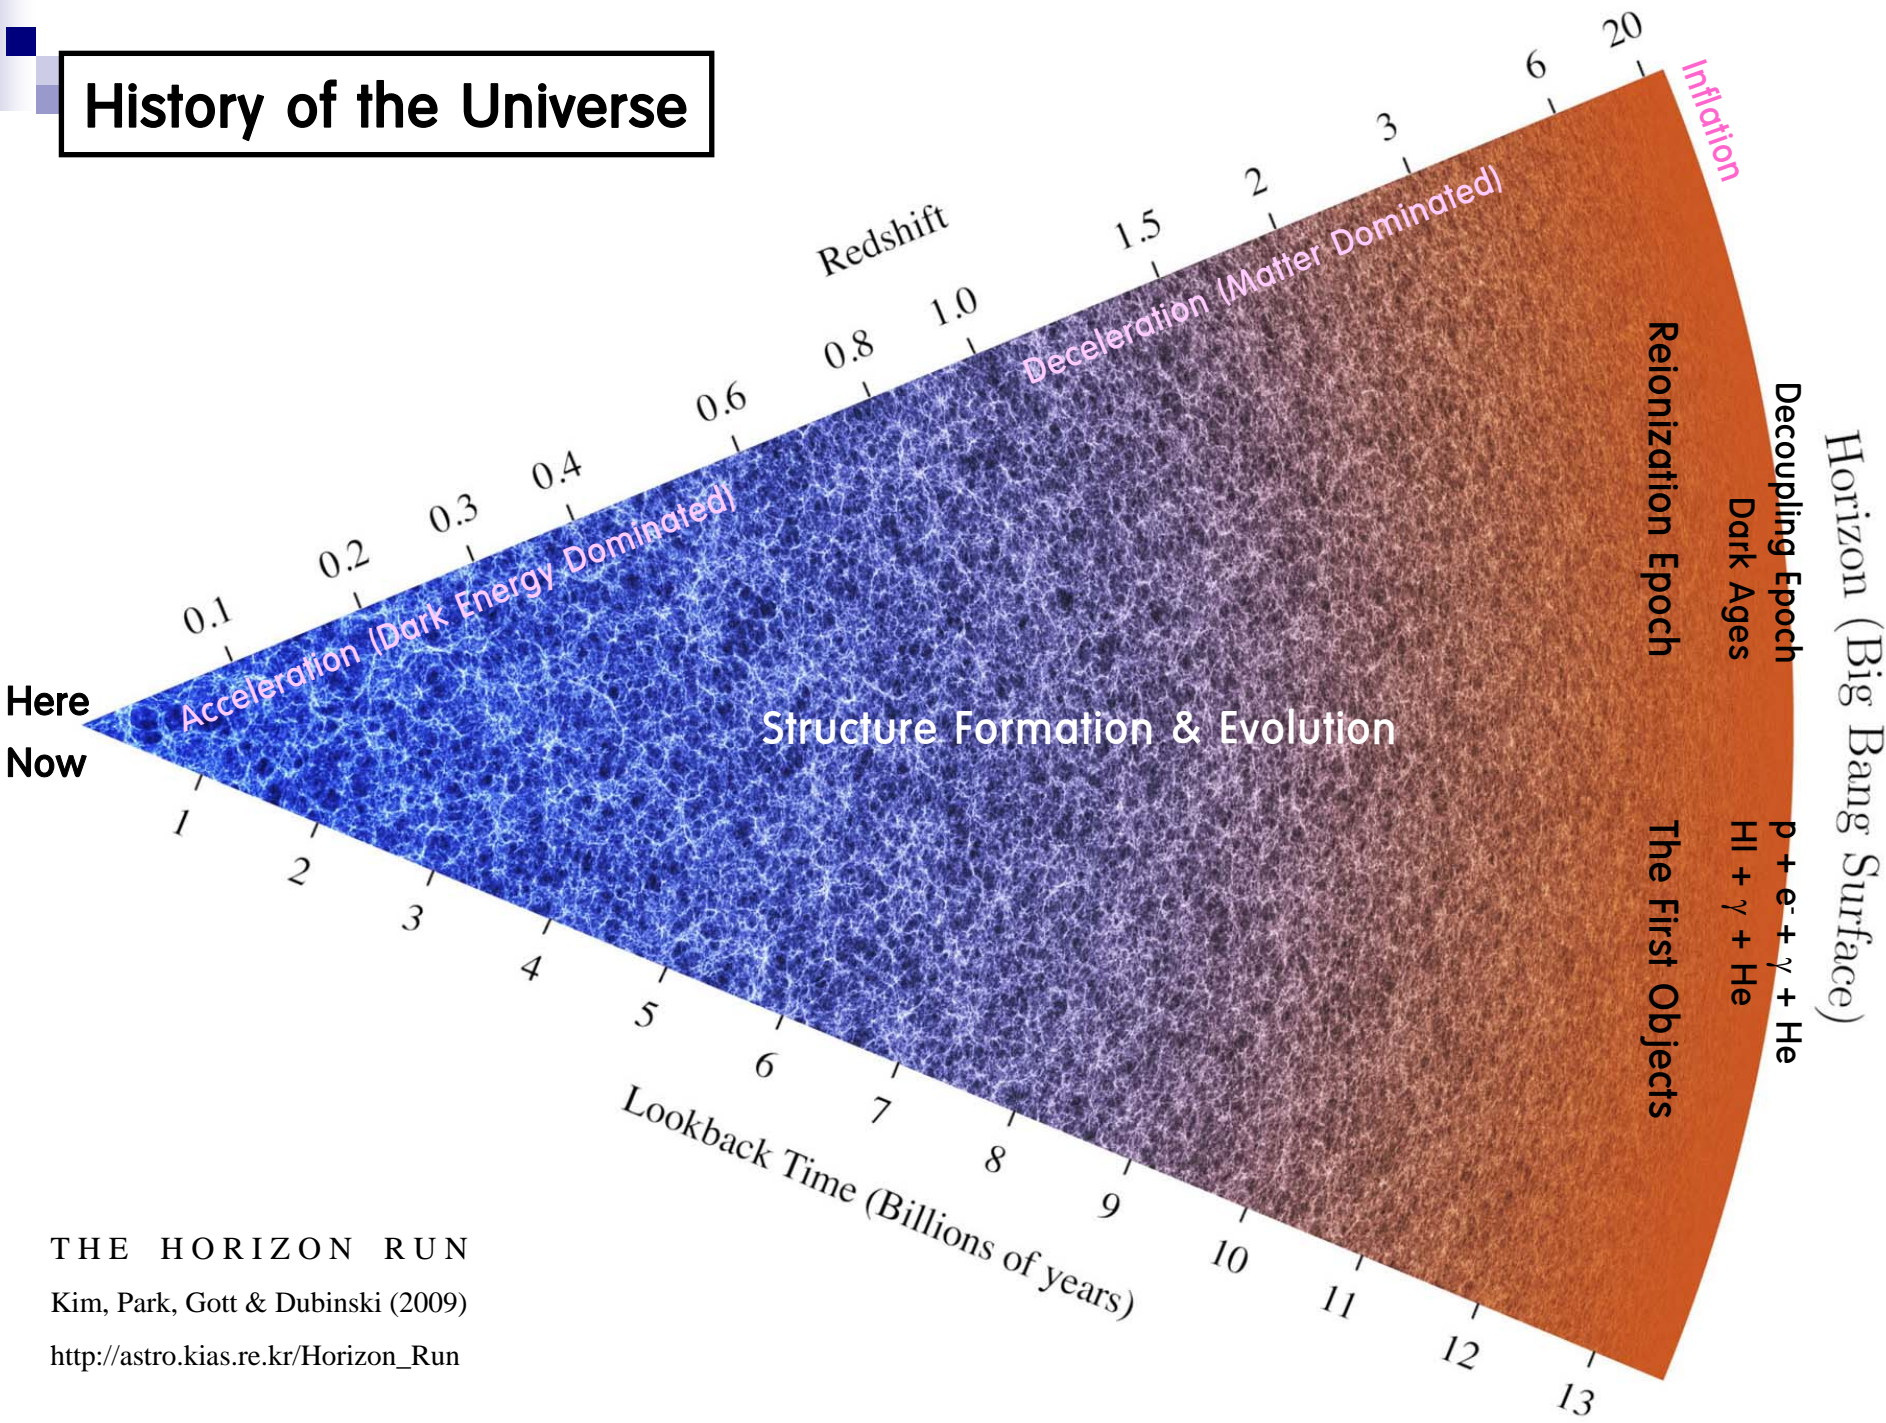 History of the Universe
Redshift
0.1
0.2
0.3
0.4
0.6
0.8
1.0
1.5
2
3
6
20
Inflation
Acceleration (Dark Energy Dominated)
Deceleration (Matter Dominated)
Here
Now
Structure Formation & Evolution
Reionization Epoch
The First Objects
Dark Ages
HI + γ + He
Decoupling Epoch
p + e- + γ + He
Horizon (Big Bang Surface)
1
2
3
4
5
6
7
8
9
10
11
12
13
Lookback Time (Billions of years)
THE HORIZON RUN
Kim, Park, Gott & Dubinski (2009)
http://astro.kias.re.kr/Horizon_Run